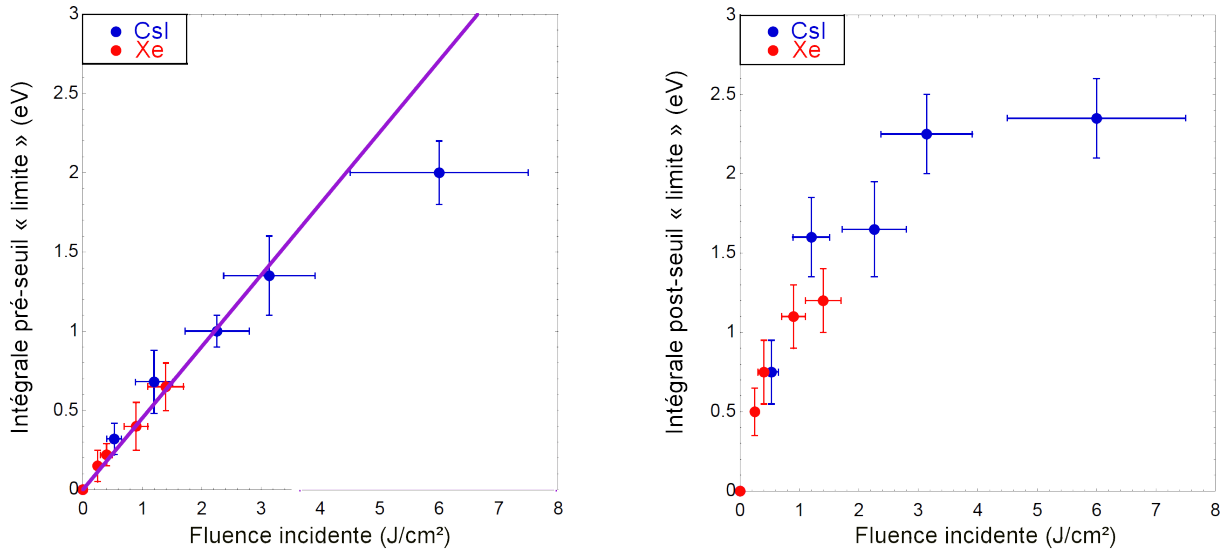 CsI
Xe
Intégrale pré-seuil « limite » (eV)
3
2.5
2
1.5
1
0.5
0
0 1 2 3 4 5 6 7 8
Fluence incidente (J/cm²)
CsI
Xe
Intégrale post-seuil « limite » (eV)
3
2.5
2
1.5
1
0.5
0
0 1 2 3 4 5 6 7 8
Fluence incidente (J/cm²)